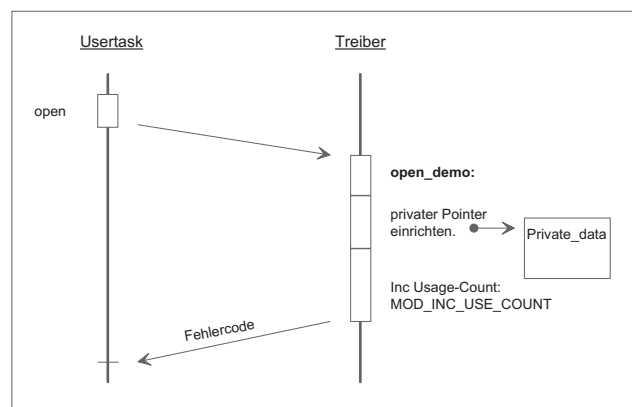 Usertask
Treiber
open
open_demo:
privater Pointer
einrichten.
Private_data
Inc Usage-Count:
MOD_INC_USE_COUNT
Fehlercode